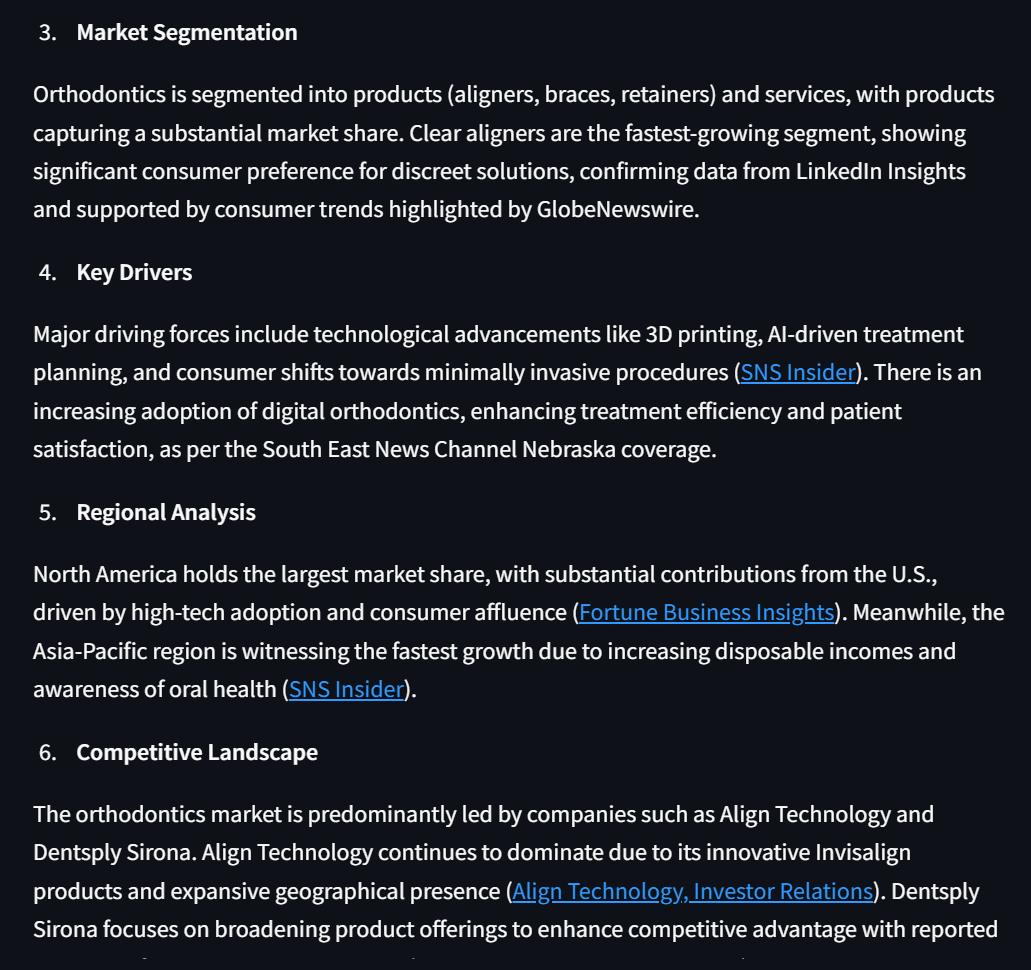 3. Market Segmentation
Orthodontics is segmented into products (aligners, braces, retainers) and services, with products
capturing a substantial market share. Clear aligners are the fastest-growing segment, showing
significant consumer preference for discreet solutions, confirming data from LinkedIn Insights
and supported by consumer trends highlighted by GlobeNewswire.
4. Key Drivers
Major driving forces include technological advancements like 3D printing, AI-driven treatment
planning, and consumer shifts towards minimally invasive procedures (SNS Insider). There is an
increasing adoption of digital orthodontics, enhancing treatment efficiency and patient
satisfaction, as per the South East News Channel Nebraska coverage.
5. Regional Analysis
North America holds the largest market share, with substantial contributions from the U.S.,
driven by high-tech adoption and consumer affluence (Fortune Business Insights). Meanwhile, the
Asia-Pacific region is witnessing the fastest growth due to increasing disposable incomes and
awareness of oral health (SNS Insider).
6. Competitive Landscape
The orthodontics market is predominantly led by companies such as Align Technology and
Dentsply Sirona. Align Technology continues to dominate due to its innovative Invisalign
products and expansive geographical presence (Align Technology, Investor Relations). Dentsply
Sirona focuses on broadening product offerings to enhance competitive advantage with reported